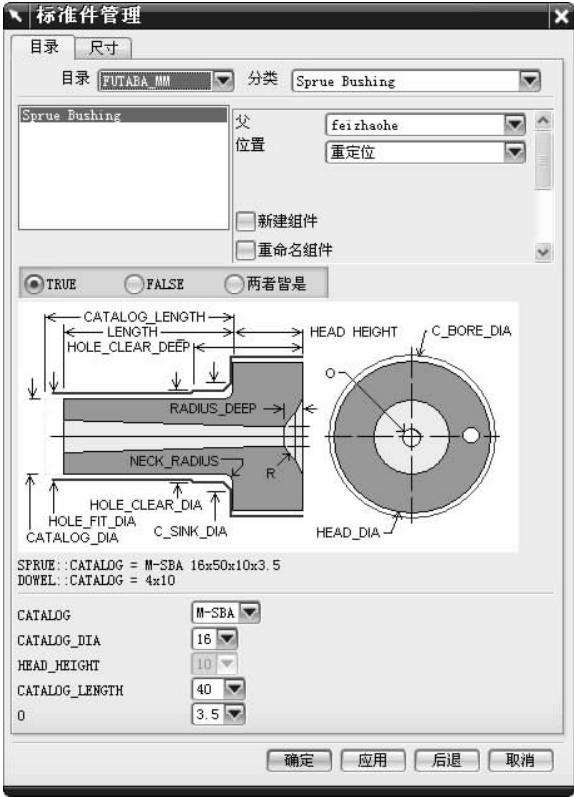 标准件管理
目录 尺寸
目录 FUTABA_MM 分类 Sprue Bushing
Sprue Bushing
父 feizhaohe
位置 重定位
新建组件
重命名组件
TRUE FALSE 两者皆是
CATALOG_LENGTH
LENGTH HEAD HEIGHT C_BORE_DIA
HOLE_CLEAR_DEEP
O
RADIUS_DEEP
NECK_RADIUS R
HOLE_CLEAR_DIA
HOLE_FIT_DIA C_SINK_DIA HEAD_DIA
CATALOG_DIA
SPRUE::CATALOG = M-SBA 16x50x10x3.5
DOWEL::CATALOG = 4x10
CATALOG M-SBA
CATALOG_DIA 16
HEAD_HEIGHT 10
CATALOG_LENGTH 40
O 3.5
确定 应用 后退 取消